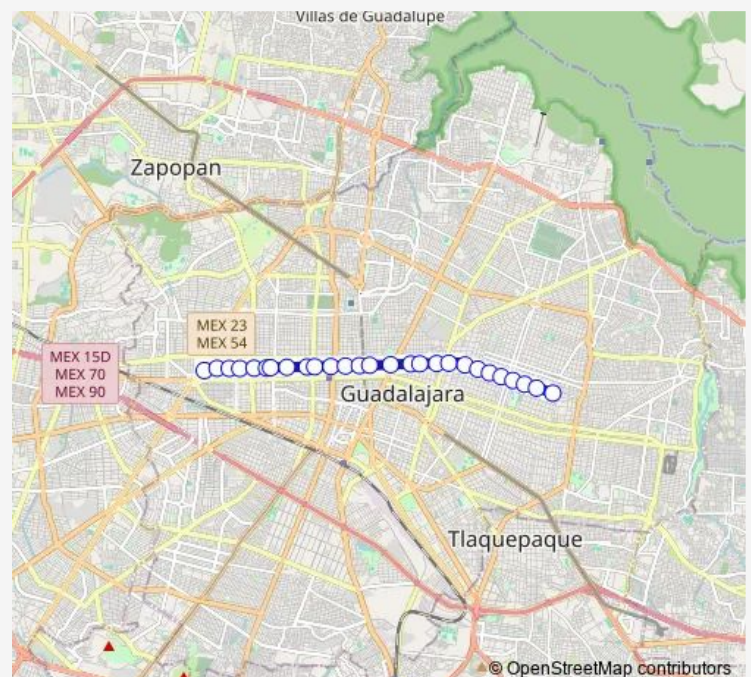 Villas de Guadalupe
Zapopan
MEX 23
MEX 54
MEX 15D
MEX 70
MEX 90
Guadalajara
Tlaquepaque
© OpenStreetMap contributors